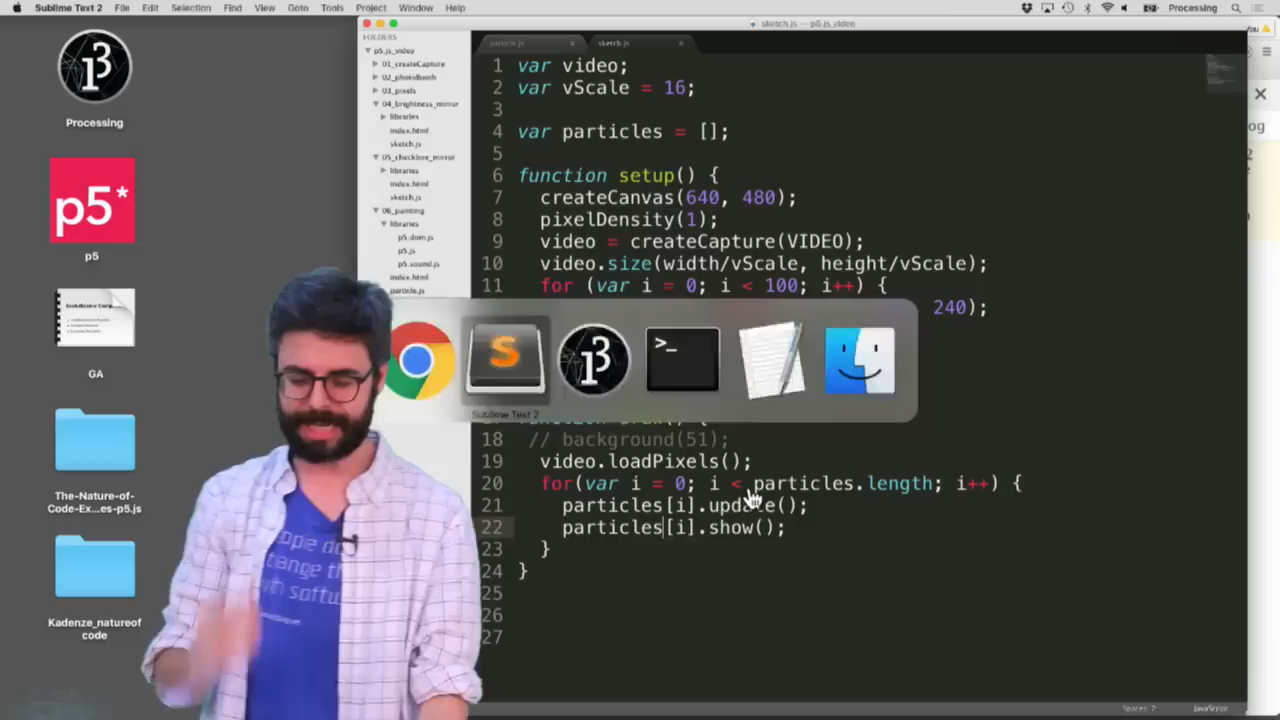 Sublime Text 2 File Edit Selection Find View Goto Tools Project Window Help Processing
sketch.js — p5.js_video
FOLDERS
p5.js_video
01_createCapture
02_photoBooth
03_pixels
04_brightness_mirror
libraries
index.html
sketch.js
05_checkbox_mirror
libraries
index.html
sketch.js
06_painting
libraries
p5.dom.js
p5.js
p5.sound.js
index.html
particle.js
particle.js
sketch.js
1 var video;
2 var vScale = 16;
3
4 var particles = [];
5
6 function setup() {
7 createCanvas(640, 480);
8 pixelDensity(1);
9 video = createCapture(VIDEO);
10 video.size(width/vScale, height/vScale);
11 for (var i = 0; i < 100; i++) {
240);
18 // background(51);
19 video.loadPixels();
20 for(var i = 0; i < particles.length; i++) {
21 particles[i].update();
22 particles[i].show();
23 }
24 }
25
26
27
Sublime Text 2
Spaces: 2 JavaScript
Processing
p5*
p5
GA
The-Nature-of-
Code-Ex...es-p5.js
Kadenze_natureof
code